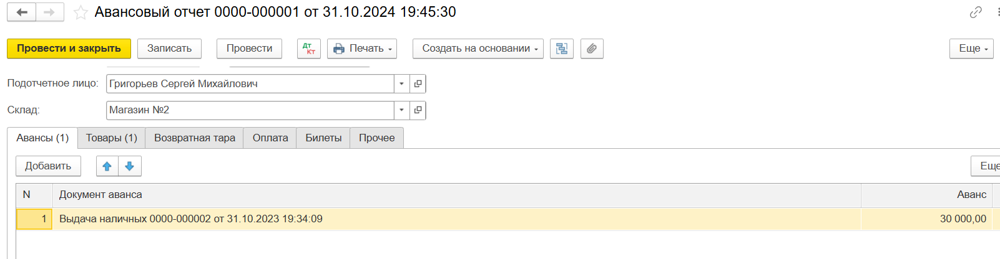 Авансовый отчет 0000-000001 от 31.10.2024 19:45:30
Провести и закрыть Записать Провести Дт Кт Печать Создать на основании Еще
Подотчетное лицо: Григорьев Сергей Михайлович
Склад: Магазин №2
Авансы (1) Товары (1) Возвратная тара Оплата Билеты Прочее
Добавить Еще
N Документ аванса Аванс
1 Выдача наличных 0000-000002 от 31.10.2023 19:34:09 30 000,00